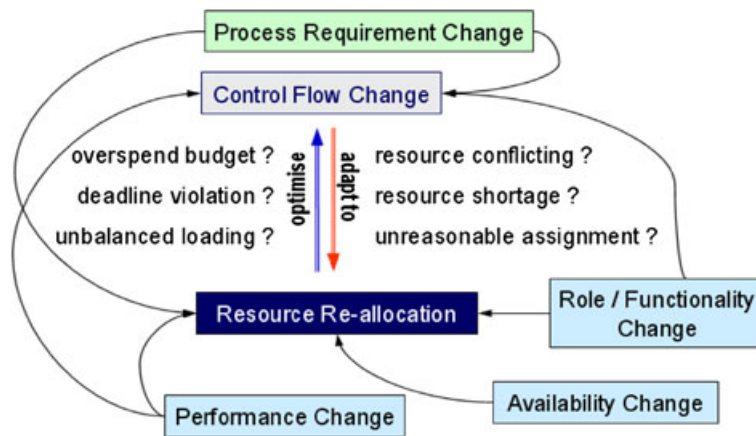 Process Requirement Change
Control Flow Change
overspend budget ?
deadline violation ?
unbalanced loading ?
optimise
adapt to
resource conflicting ?
resource shortage ?
unreasonable assignment ?
Resource Re-allocation
Role / Functionality
Change
Availability Change
Performance Change